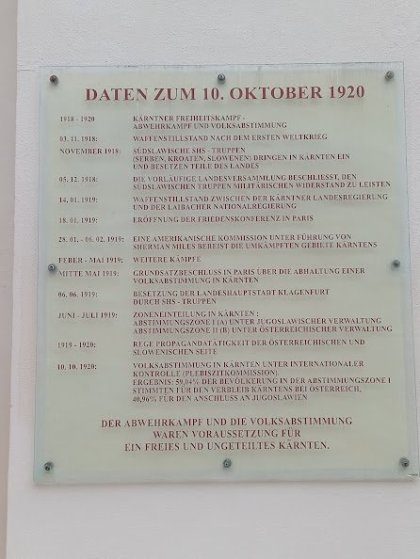 DATEN ZUM 10. OKTOBER 1920
1918 - 1920 KÄRNTNER FREIHEITSKAMPF -
ABWEHRKAMPF UND VOLKSABSTIMMUNG
03. 11. 1918: WAFFENSTILLSTAND NACH DEM ERSTEN WELTKRIEG
NOVEMBER 1918: SÜDSLAWISCHE SHS - TRUPPEN
(SERBEN, KROATEN, SLOWENEN) DRINGEN IN KÄRNTEN EIN
UND BESETZEN TEILE DES LANDES
05. 12. 1918: DIE VORLÄUFIGE LANDESVERSAMMLUNG BESCHLIESST, DEN
SÜDSLAWISCHEN TRUPPEN MILITÄRISCHEN WIDERSTAND ZU LEISTEN
14. 01. 1919: WAFFENSTILLSTAND ZWISCHEN DER KÄRNTNER LANDESREGIERUNG
UND DER LAIBACHER NATIONALREGIERUNG
18. 01. 1919: ERÖFFNUNG DER FRIEDENSKONFERENZ IN PARIS
28. 01. - 06. 02. 1919: EINE AMERIKANISCHE KOMMISSION UNTER FÜHRUNG VON
SHERMAN MILES BEREIST DIE UMKÄMPFTEN GEBIETE KÄRNTENS
FEBER - MAI 1919: WEITERE KÄMPFE
MITTE MAI 1919: GRUNDSATZBESCHLUSS IN PARIS ÜBER DIE ABHALTUNG EINER
VOLKSABSTIMMUNG IN KÄRNTEN
06. 06. 1919: BESETZUNG DER LANDESHAUPTSTADT KLAGENFURT
DURCH SHS - TRUPPEN
JUNI - JULI 1919: ZONENEINTEILUNG IN KÄRNTEN :
ABSTIMMUNGSZONE I (A) UNTER JUGOSLAWISCHER VERWALTUNG
ABSTIMMUNGSZONE II (B) UNTER ÖSTERREICHISCHER VERWALTUNG
1919 - 1920: REGE PROPAGANDATÄTIGKEIT DER ÖSTERREICHISCHEN UND
SLOWENISCHEN SEITE
10. 10. 1920: VOLKSABSTIMMUNG IN KÄRNTEN UNTER INTERNATIONALER
KONTROLLE (PLEBISZITKOMMISSION)
ERGEBNIS: 59,04% DER BEVÖLKERUNG IN DER ABSTIMMUNGSZONE I
STIMMTEN FÜR DEN VERBLEIB KÄRNTENS BEI ÖSTERREICH,
40,96% FÜR DEN ANSCHLUSS AN JUGOSLAWIEN
DER ABWEHRKAMPF UND DIE VOLKSABSTIMMUNG
WAREN VORAUSSETZUNG FÜR
EIN FREIES UND UNGETEILTES KÄRNTEN.